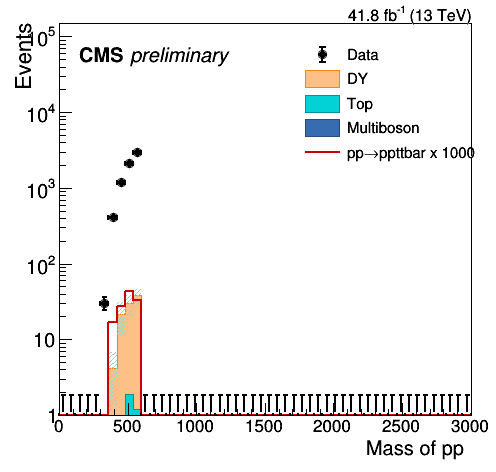 41.8 fb⁻¹ (13 TeV)
Events
CMS preliminary
Data
DY
Top
Multiboson
pp→ppttbar x 1000
10⁵
10⁴
10³
10²
10
1
0 500 1000 1500 2000 2500 3000
Mass of pp